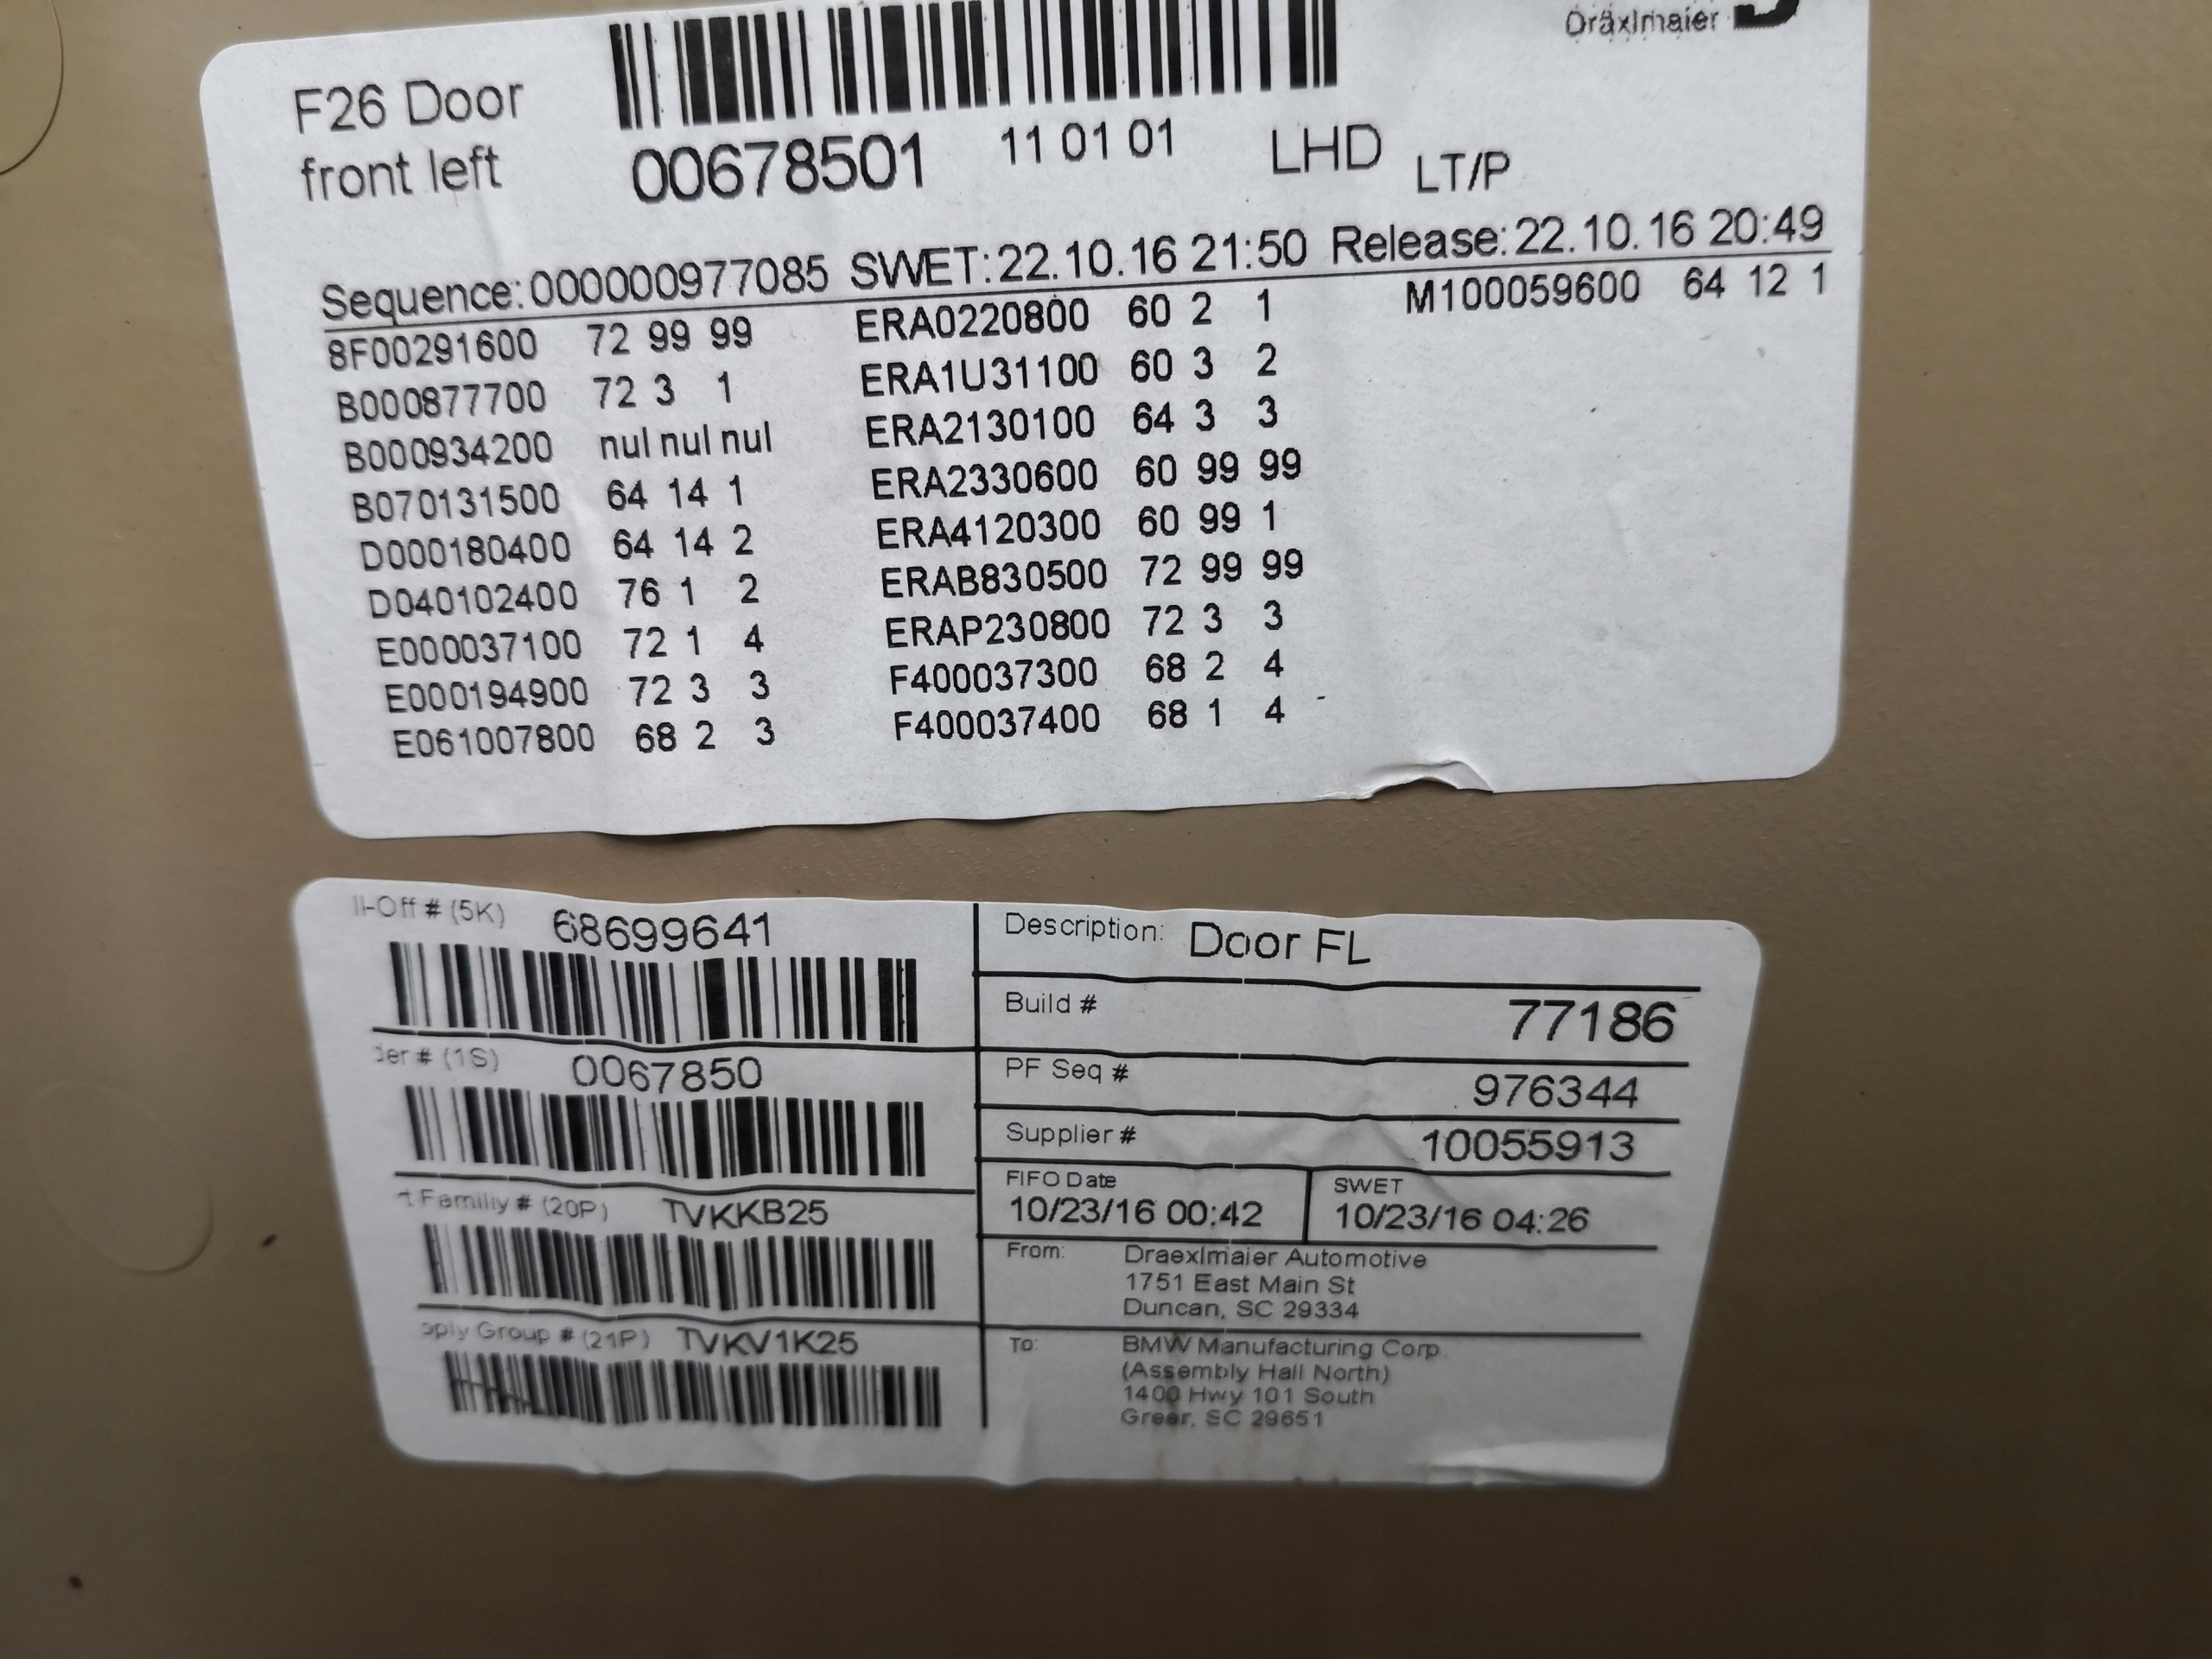 Dräxlmaier
F26 Door
front left
00678501 11 01 01 LHD LT/P
Sequence:000000977085 SWET:22.10.16 21:50 Release:22.10.16 20:49
8F00291600 72 99 99
B000877700 72 3 1
B000934200 nul nul nul
B070131500 64 14 1
D000180400 64 14 2
D040102400 76 1 2
E000037100 72 1 4
E000194900 72 3 3
E061007800 68 2 3
ERA0220800 60 2 1
ERA1U31100 60 3 2
ERA2130100 64 3 3
ERA2330600 60 99 99
ERA4120300 60 99 1
ERAB830500 72 99 99
ERAP230800 72 3 3
F400037300 68 2 4
F400037400 68 1 4
M100059600 64 12 1
ll-Off # (5K) 68699641
der # (1S) 0067850
t Familiy # (20P) TVKKB25
pply Group # (21P) TVKV1K25
Description: Door FL
Build # 77186
PF Seq # 976344
Supplier # 10055913
FIFO Date
10/23/16 00:42
SWET
10/23/16 04:26
From: Draexlmaier Automotive
1751 East Main St
Duncan, SC 29334
To: BMW Manufacturing Corp.
(Assembly Hall North)
1400 Hwy 101 South
Greer, SC 29651